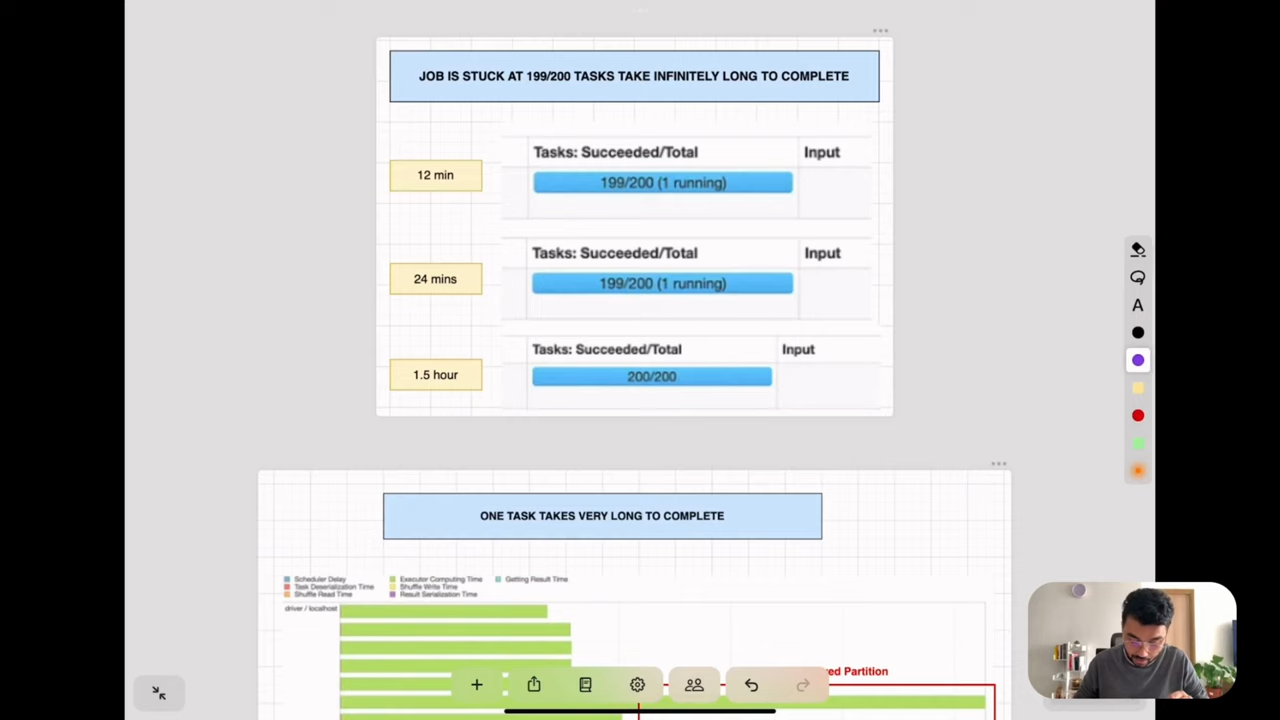 JOB IS STUCK AT 199/200 TASKS TAKE INFINITELY LONG TO COMPLETE
12 min
Tasks: Succeeded/Total Input
199/200 (1 running)
24 mins
Tasks: Succeeded/Total Input
199/200 (1 running)
1.5 hour
Tasks: Succeeded/Total Input
200/200
ONE TASK TAKES VERY LONG TO COMPLETE
Scheduler Delay Executor Computing Time Getting Result Time
Task Deserialization Time Shuffle Write Time
Shuffle Read Time Result Serialization Time
driver / localhost
Partition
A